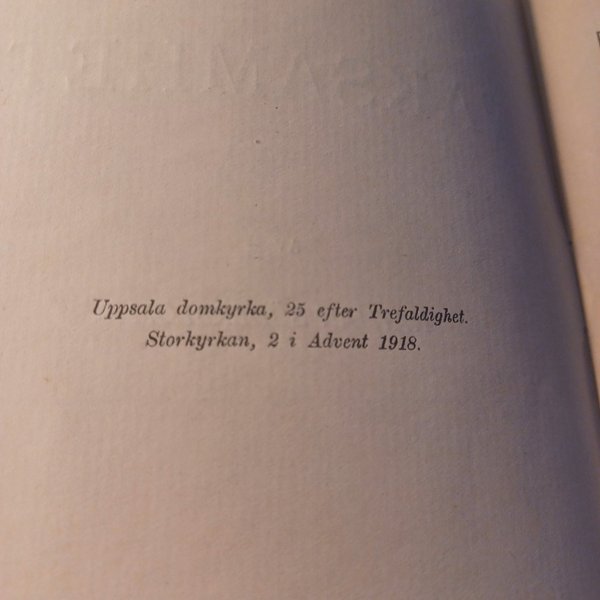 Uppsala domkyrka, 25 efter Trefaldighet.
Storkyrkan, 2 i Advent 1918.